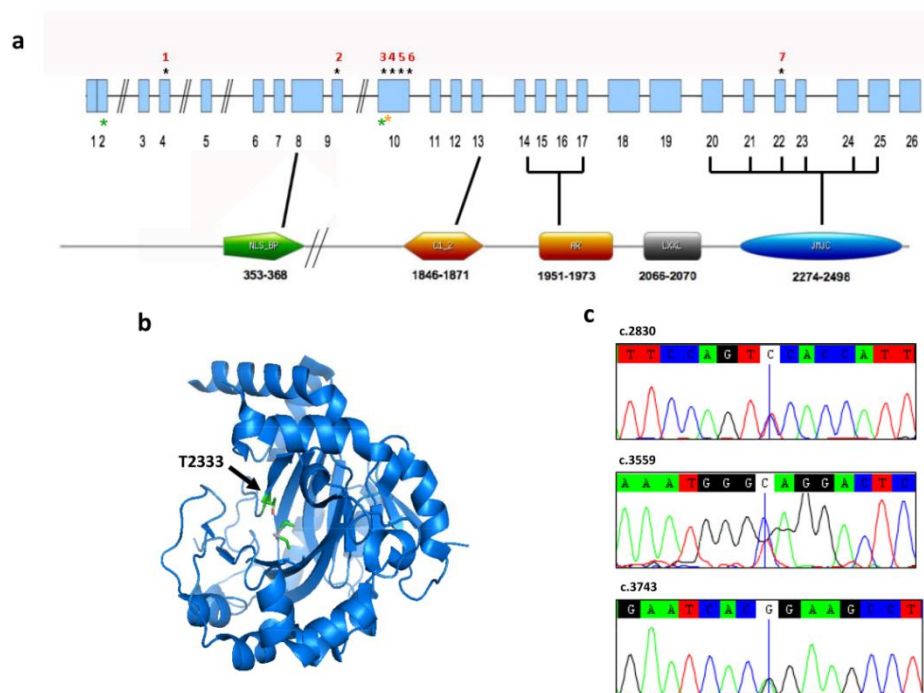 a
1 2 3 4 5 6 7
* * * * * * *
* *
*
1 2 3 4 5 6 7 8 9 10 11 12 13 14 15 16 17 18 19 20 21 22 23 24 25 26
NLS_BP C1_2 AR LXXL JMJC
353-368 1846-1871 1951-1973 2066-2070 2274-2498
b
T2333
c
c.2830
T T C C A G T C C A C C A T T
c.3559
A A A T G G G C A G G A C T C
c.3743
G A A T C A C G G A A G C C T